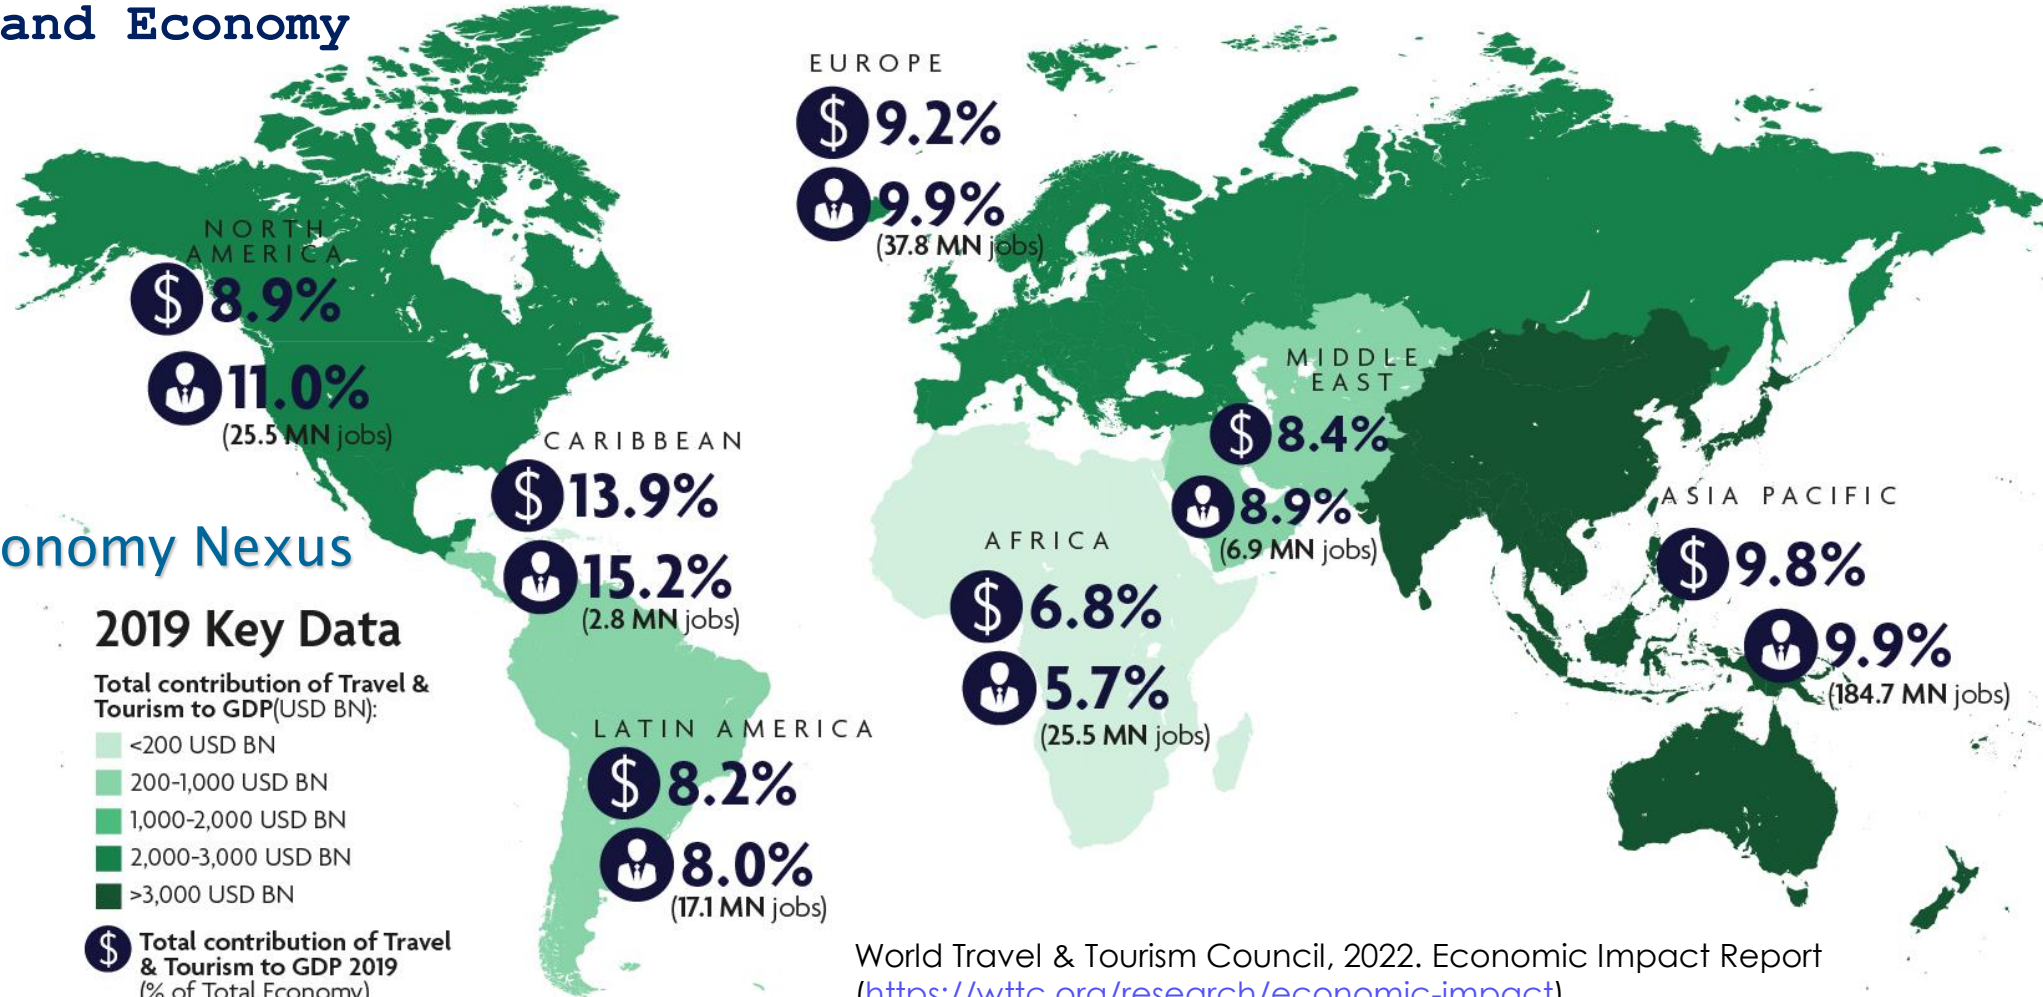 and Economy
EUROPE
$ 9.2%
9.9%
(37.8 MN jobs)
NORTH
AMERICA
$ 8.9%
11.0%
(25.5 MN jobs)
CARIBBEAN
$ 13.9%
15.2%
(2.8 MN jobs)
MIDDLE
EAST
$ 8.4%
8.9%
(6.9 MN jobs)
ASIA PACIFIC
$ 9.8%
9.9%
(184.7 MN jobs)
AFRICA
$ 6.8%
5.7%
(25.5 MN jobs)
LATIN AMERICA
$ 8.2%
8.0%
(17.1 MN jobs)
onomy Nexus
2019 Key Data
Total contribution of Travel &
Tourism to GDP(USD BN):
<200 USD BN
200-1,000 USD BN
1,000-2,000 USD BN
2,000-3,000 USD BN
>3,000 USD BN
$ Total contribution of Travel
& Tourism to GDP 2019
(% of Total Economy)
World Travel & Tourism Council, 2022. Economic Impact Report
(https://wttc.org/research/economic-impact)